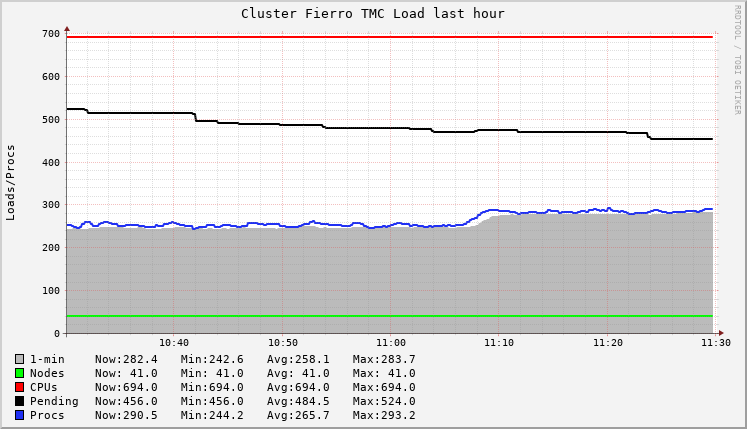 Cluster Fierro TMC Load last hour
RRDTOOL / TOBI OETIKER
Loads/Procs
700
600
500
400
300
200
100
0
10:40 10:50 11:00 11:10 11:20 11:30
1-min Now:282.4 Min:242.6 Avg:258.1 Max:283.7
Nodes Now: 41.0 Min: 41.0 Avg: 41.0 Max: 41.0
CPUs Now:694.0 Min:694.0 Avg:694.0 Max:694.0
Pending Now:456.0 Min:456.0 Avg:484.5 Max:524.0
Procs Now:290.5 Min:244.2 Avg:265.7 Max:293.2